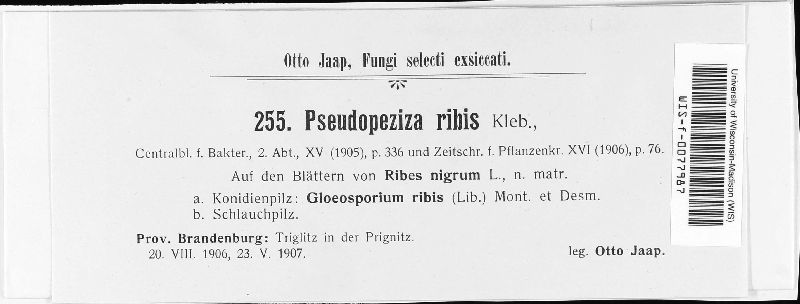 Otto Jaap, Fungi selecti exsiccati.
255. Pseudopeziza ribis Kleb.,
Centralbl. f. Bakter., 2. Abt., XV (1905), p. 336 und Zeitschr. f. Pflanzenkr. XVI (1906), p. 76.
Auf den Blättern von Ribes nigrum L., n. matr.
a. Konidienpilz: Gloeosporium ribis (Lib.) Mont. et Desm.
b. Schlauchpilz.
Prov. Brandenburg: Triglitz in der Prignitz.
20. VIII. 1906, 23. V. 1907.
leg. Otto Jaap.
University of Wisconsin-Madison (WIS)
WIS-f-0077987